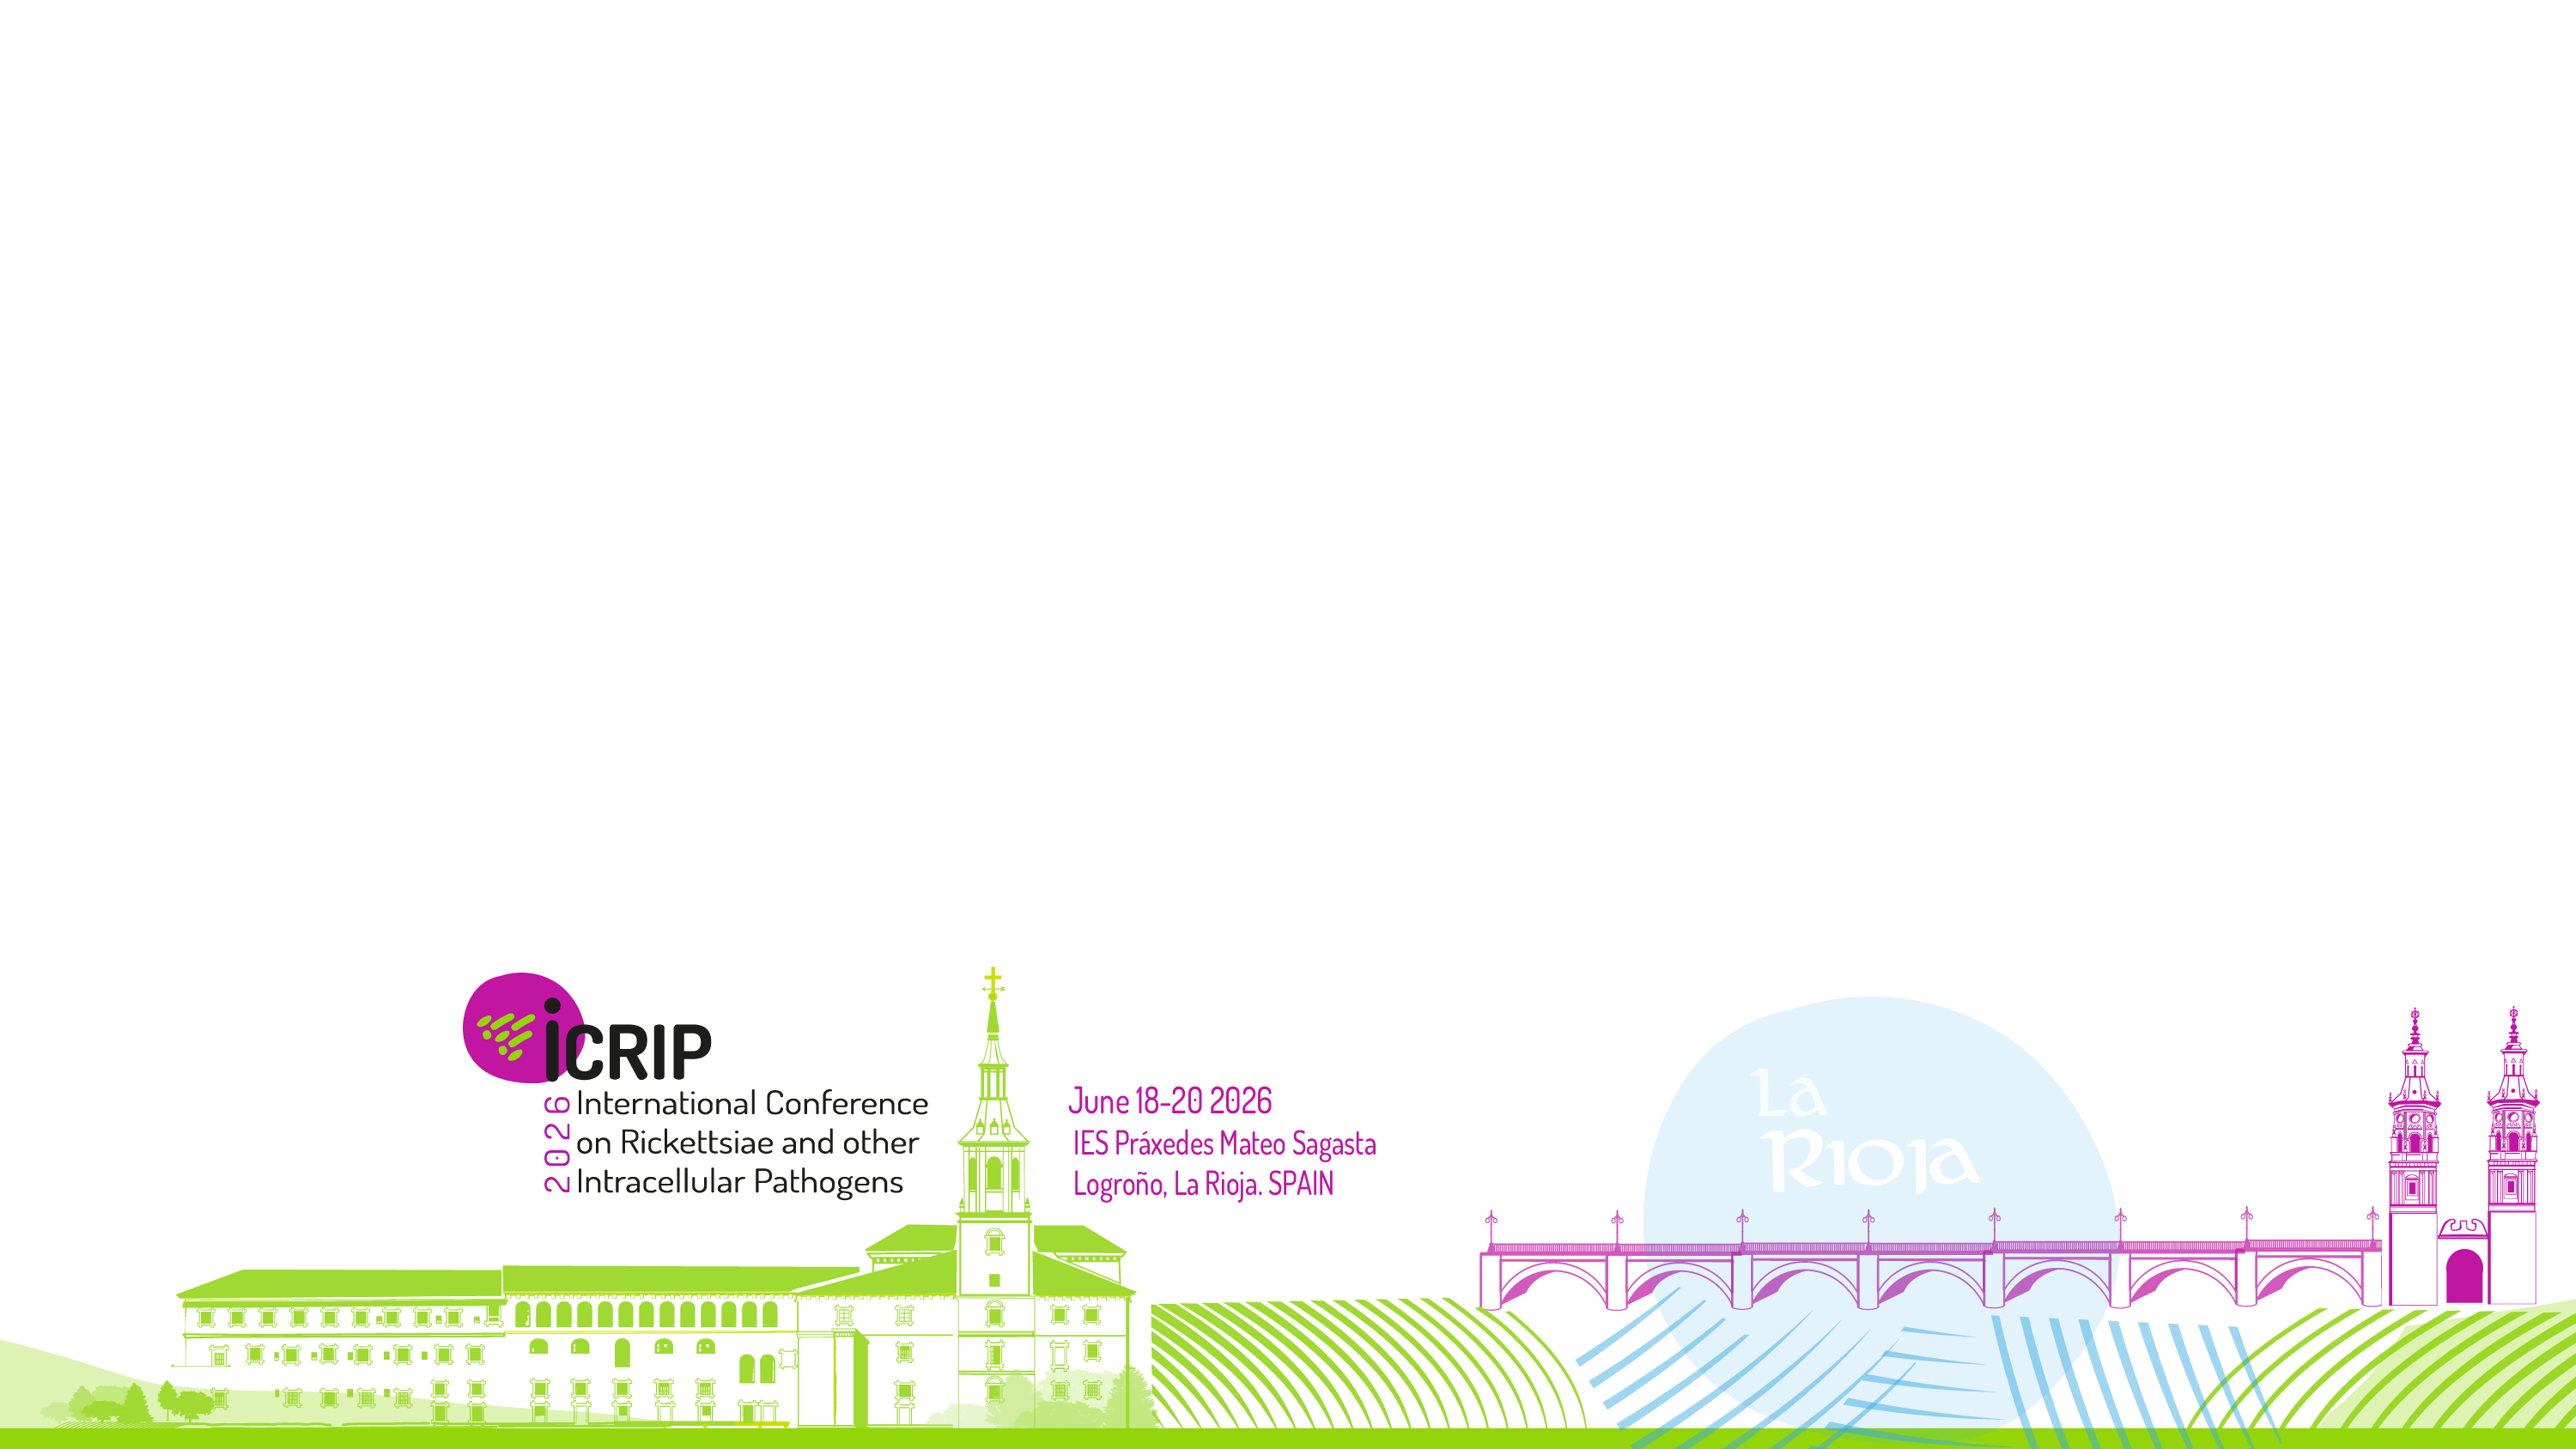 iCRIP
2026
International Conference
on Rickettsiae and other
Intracellular Pathogens
June 18-20 2026
IES Práxedes Mateo Sagasta
Logroño, La Rioja. SPAIN
La
Rioja